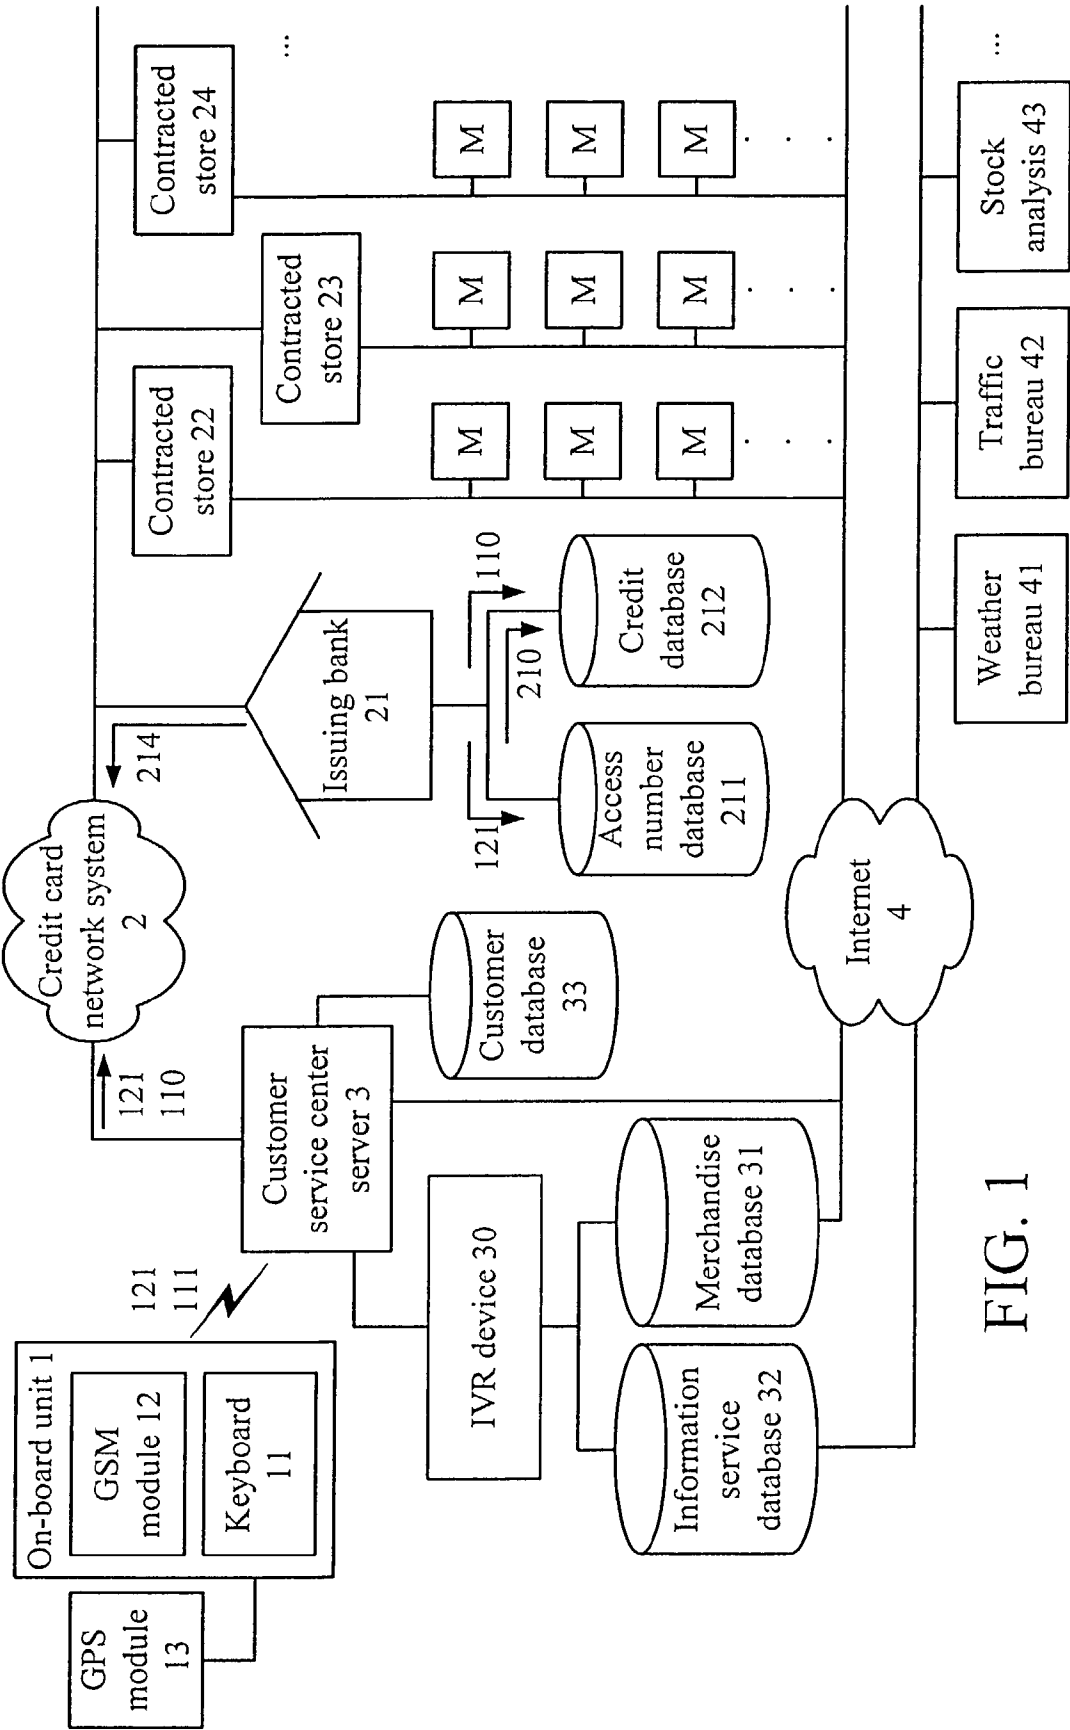 GPS
module
13
On-board unit 1
GSM
module 12
Keyboard
11
121
111
Customer
service center
server 3
121
110
Credit card
network system
2
214
Issuing bank
21
Contracted
store 22
Contracted
store 23
Contracted
store 24
...
IVR device 30
Customer
database
33
121
210
110
Access
number
database
211
Credit
database
212
M
M
M
. . .
M
M
M
. . .
M
M
M
. . .
Information
service
database 32
Merchandise
database 31
Internet
4
Weather
bureau 41
Traffic
bureau 42
Stock
analysis 43
...
FIG. 1